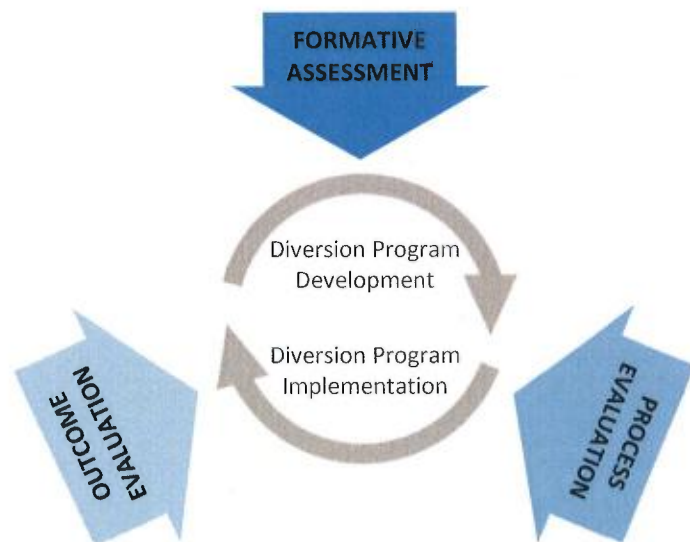 FORMATIVE
ASSESSMENT
Diversion Program
Development
Diversion Program
Implementation
OUTCOME
EVALUATION
PROCESS
EVALUATION